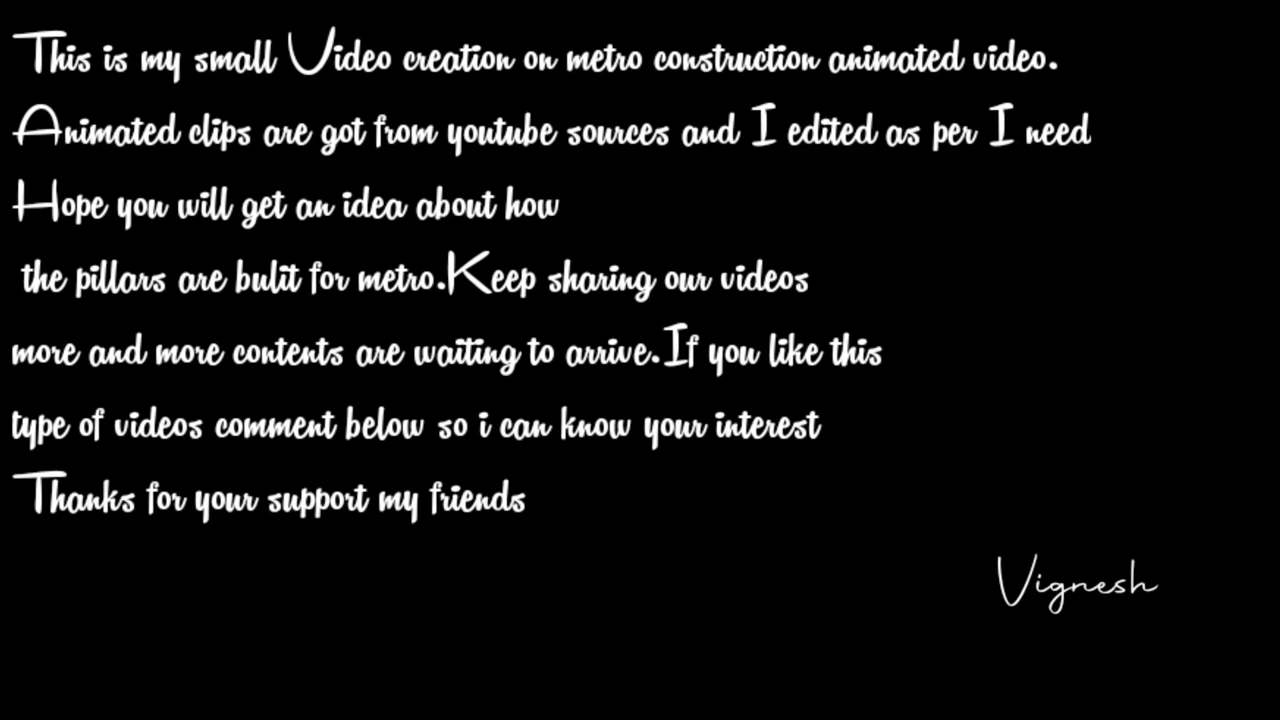 This is my small Video creation on metro construction animated video.
Animated clips are got from youtube sources and I edited as per I need
Hope you will get an idea about how
the pillars are bulit for metro.Keep sharing our videos
more and more contents are waiting to arrive.If you like this
type of videos comment below so i can know your interest
Thanks for your support my friends
Vignesh